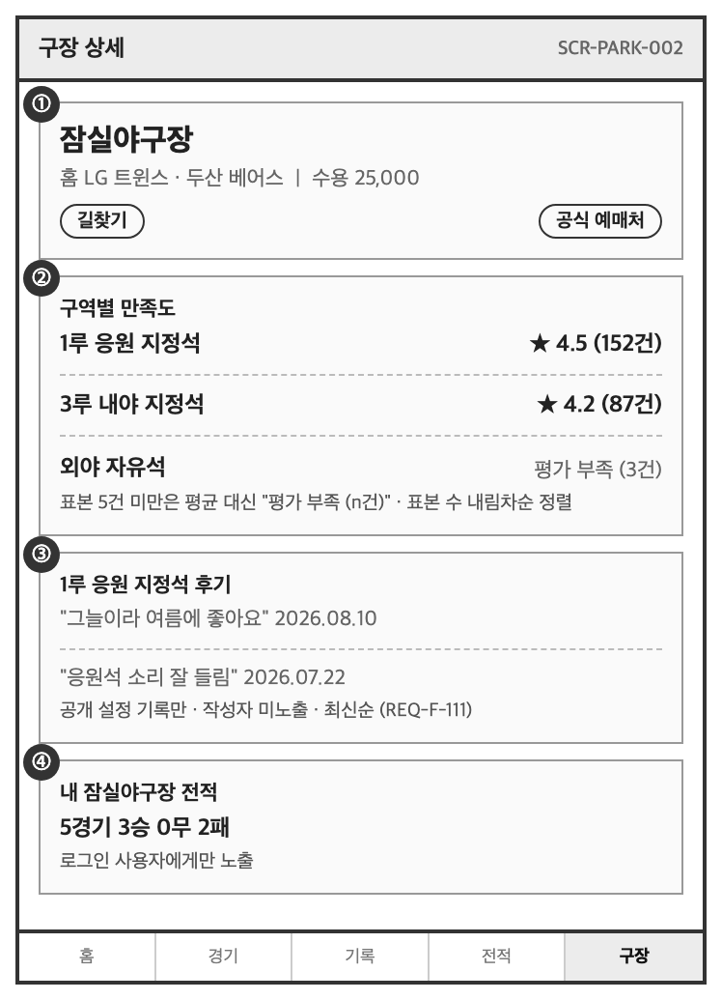 구장 상세
SCR-PARK-002
①
잠실야구장
홈 LG 트윈스 · 두산 베어스 | 수용 25,000
길찾기
공식 예매처
②
구역별 만족도
1루 응원 지정석 ★ 4.5 (152건)
3루 내야 지정석 ★ 4.2 (87건)
외야 자유석 평가 부족 (3건)
표본 5건 미만은 평균 대신 "평가 부족 (n건)" · 표본 수 내림차순 정렬
③
1루 응원 지정석 후기
"그늘이라 여름에 좋아요" 2026.08.10
"응원석 소리 잘 들림" 2026.07.22
공개 설정 기록만 · 작성자 미노출 · 최신순 (REQ-F-111)
④
내 잠실야구장 전적
5경기 3승 0무 2패
로그인 사용자에게만 노출
홈 경기 기록 전적 구장